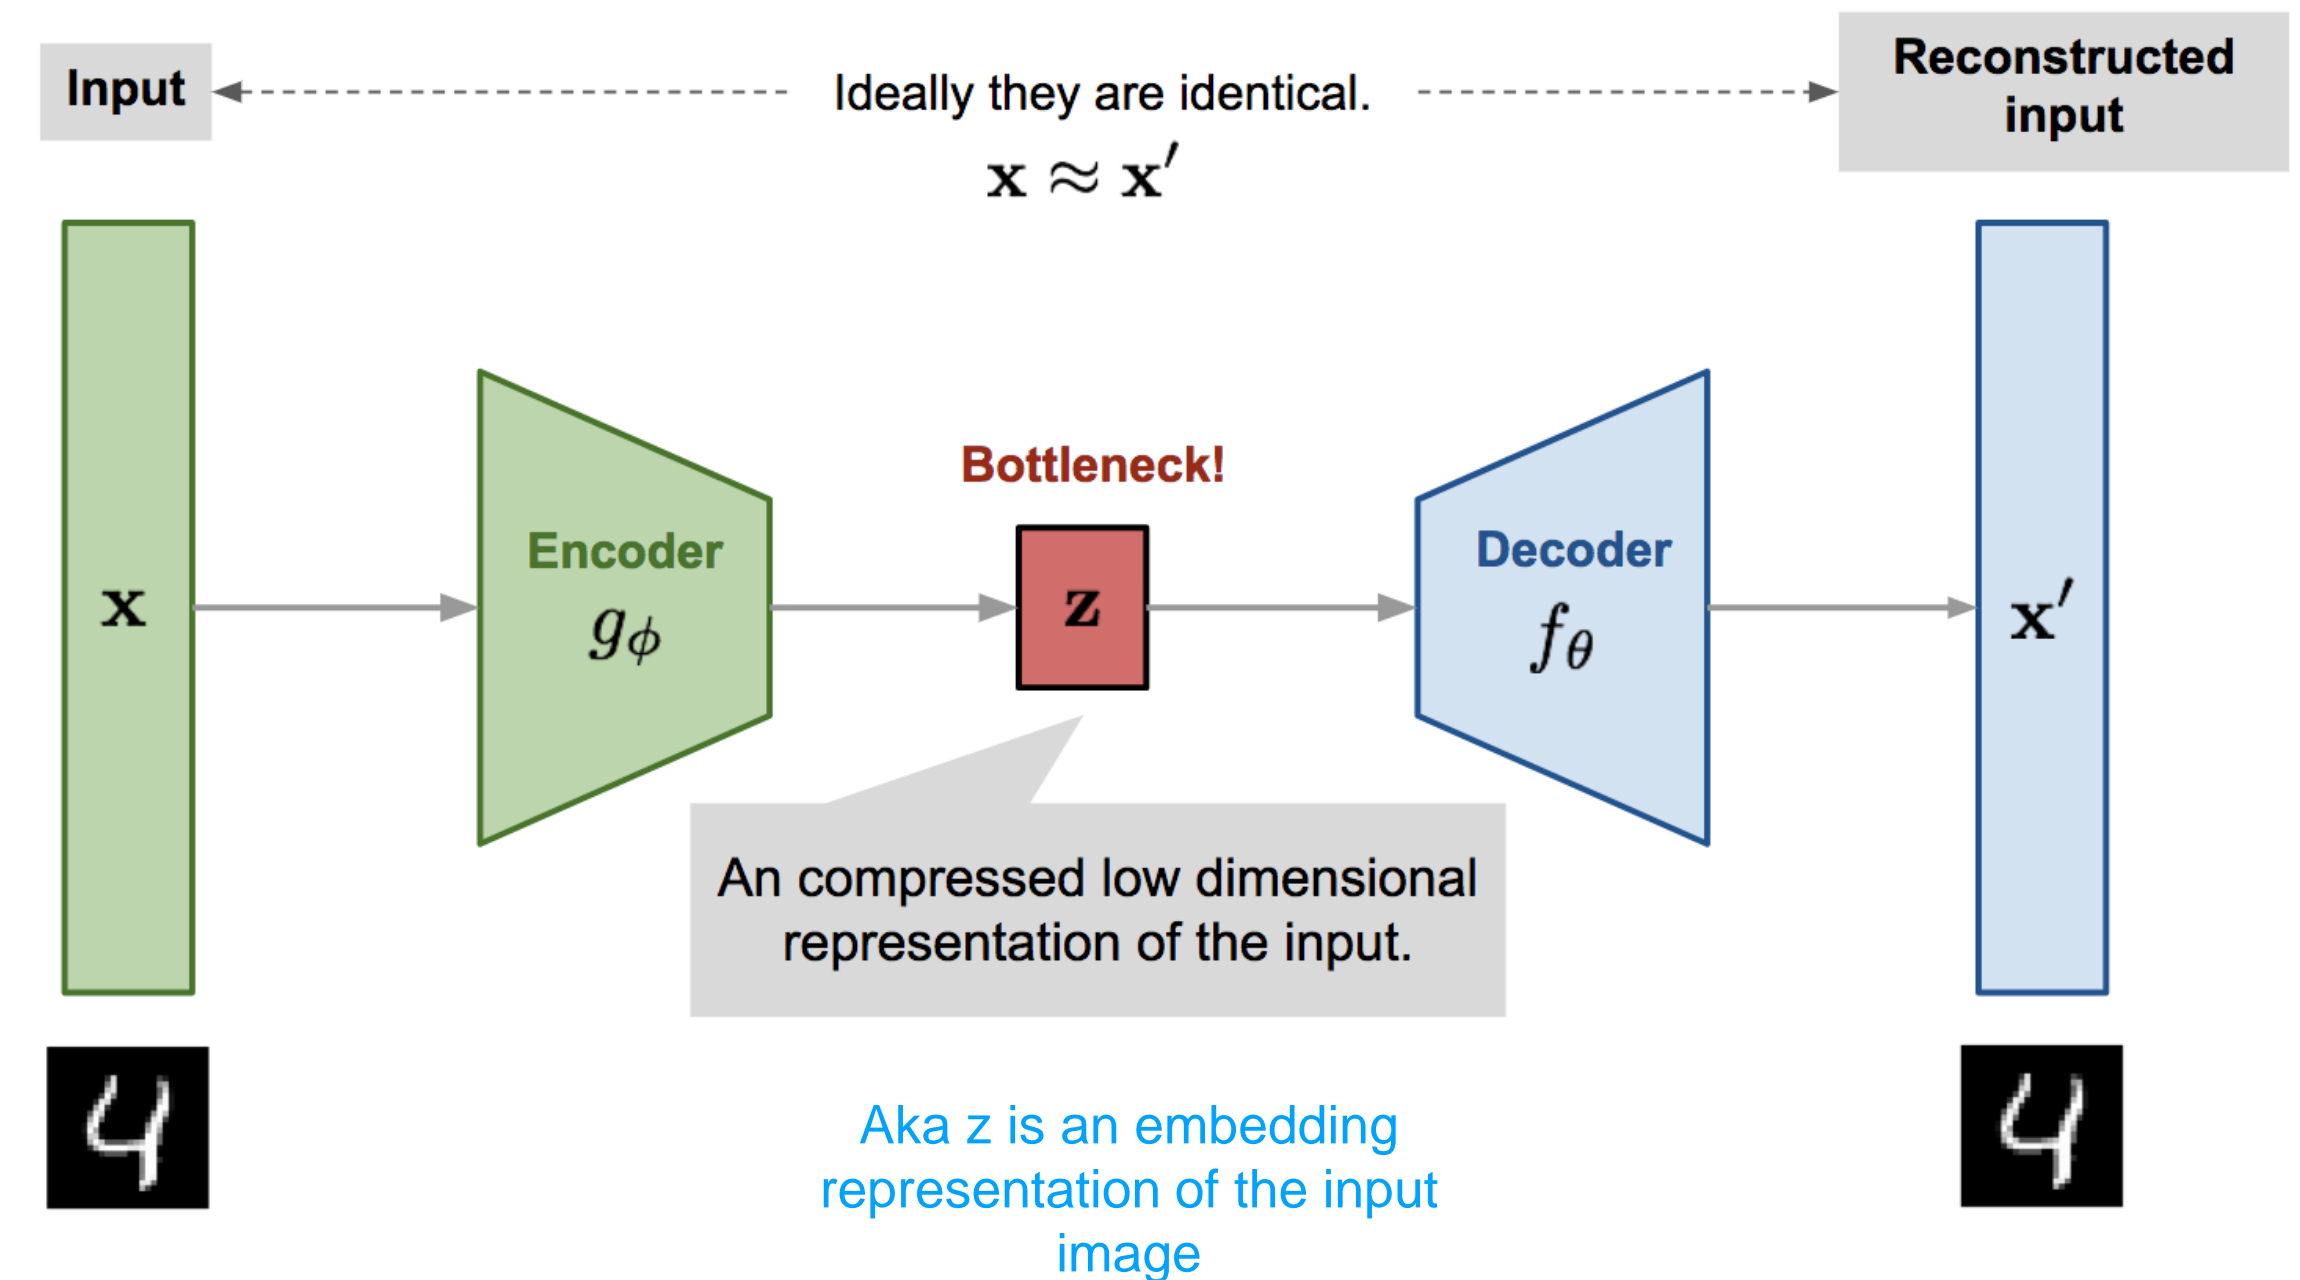 Input
Ideally they are identical.
Reconstructed
input
x ≈ x′
Bottleneck!
Encoder
Decoder
x
g_ϕ
z
f_θ
x′
An compressed low dimensional
representation of the input.
4
4
Aka z is an embedding
representation of the input
image